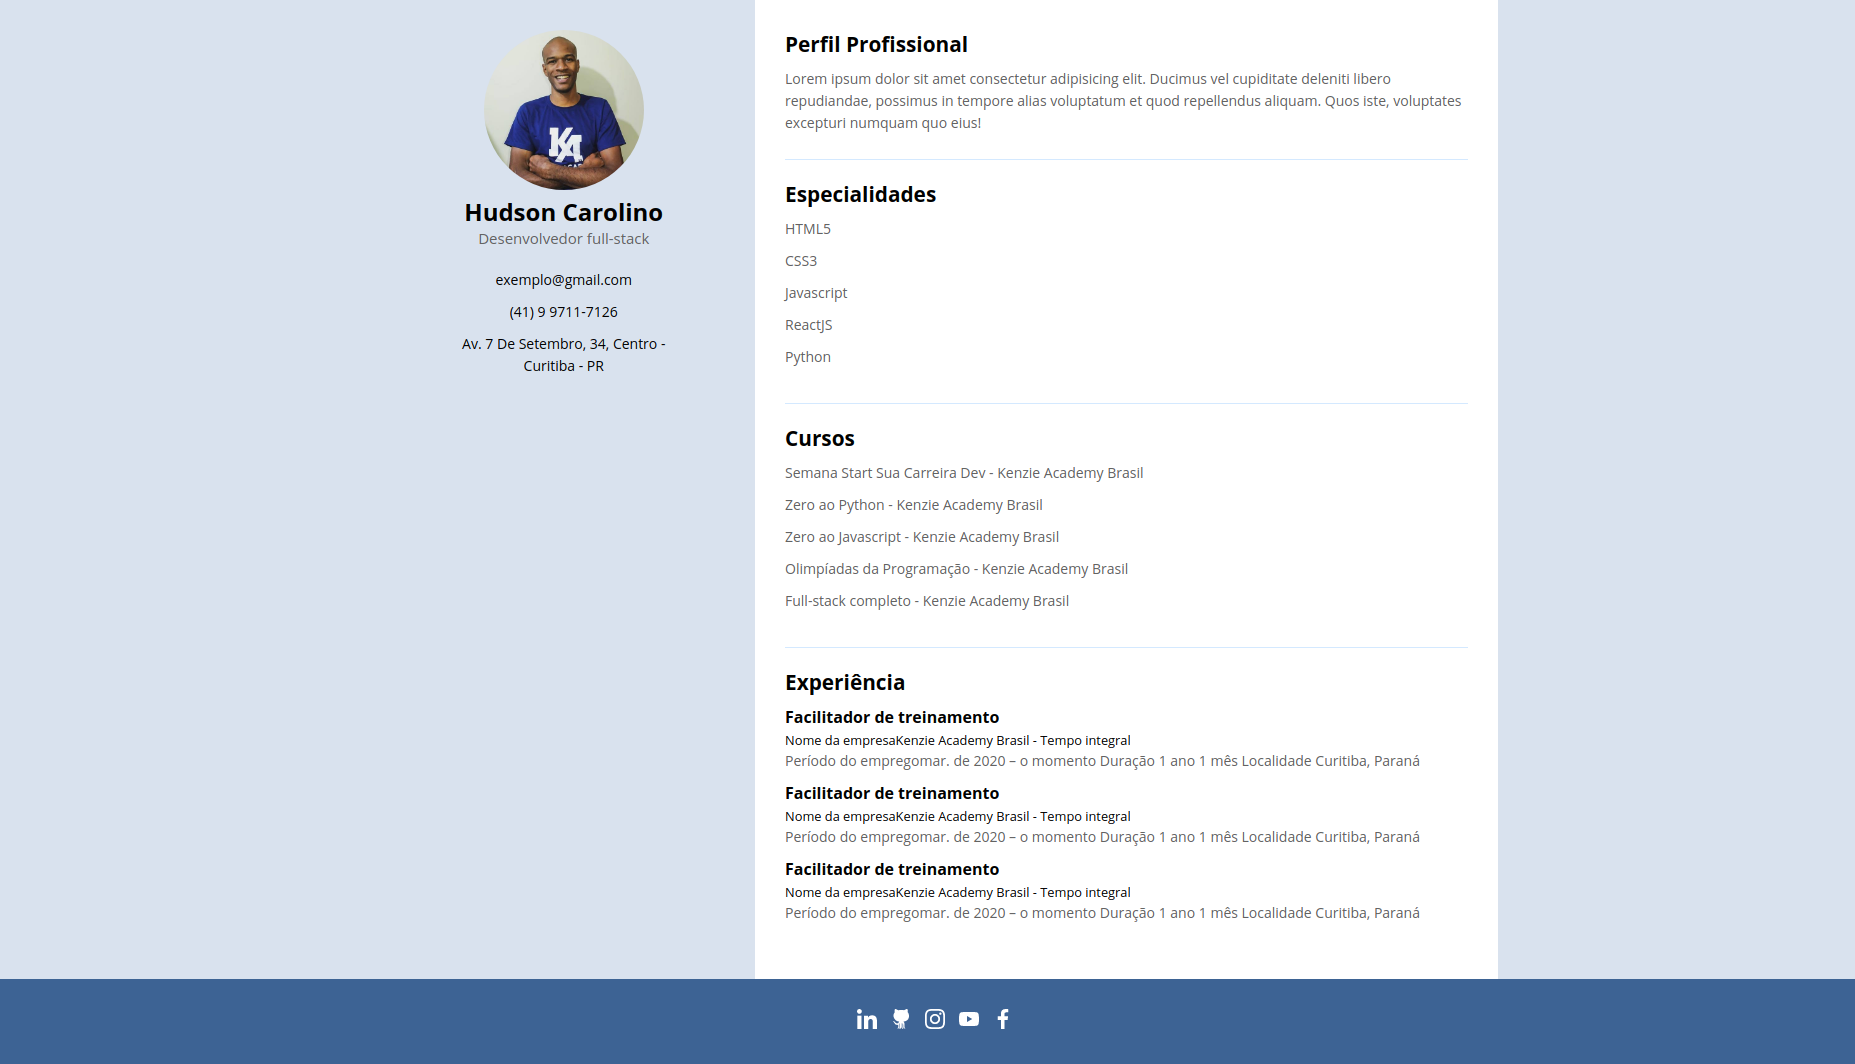 KA
Hudson Carolino
Desenvolvedor full-stack
exemplo@gmail.com
(41) 9 9711-7126
Av. 7 De Setembro, 34, Centro -
Curitiba - PR
Perfil Profissional
Lorem ipsum dolor sit amet consectetur adipisicing elit. Ducimus vel cupiditate deleniti libero
repudiandae, possimus in tempore alias voluptatum et quod repellendus aliquam. Quos iste, voluptates
excepturi numquam quo eius!
Especialidades
HTML5
CSS3
Javascript
ReactJS
Python
Cursos
Semana Start Sua Carreira Dev - Kenzie Academy Brasil
Zero ao Python - Kenzie Academy Brasil
Zero ao Javascript - Kenzie Academy Brasil
Olimpíadas da Programação - Kenzie Academy Brasil
Full-stack completo - Kenzie Academy Brasil
Experiência
Facilitador de treinamento
Nome da empresaKenzie Academy Brasil - Tempo integral
Período do empregomar. de 2020 – o momento Duração 1 ano 1 mês Localidade Curitiba, Paraná
Facilitador de treinamento
Nome da empresaKenzie Academy Brasil - Tempo integral
Período do empregomar. de 2020 – o momento Duração 1 ano 1 mês Localidade Curitiba, Paraná
Facilitador de treinamento
Nome da empresaKenzie Academy Brasil - Tempo integral
Período do empregomar. de 2020 – o momento Duração 1 ano 1 mês Localidade Curitiba, Paraná